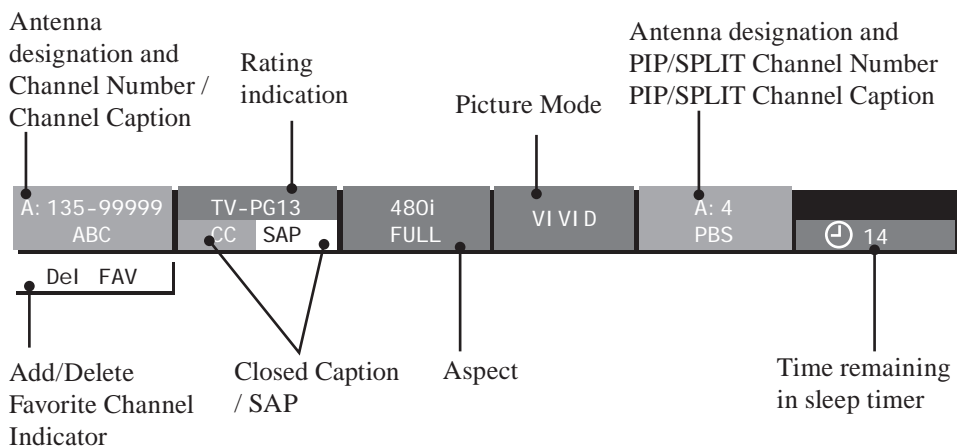 Antenna
designation and
Channel Number /
Channel Caption
Rating
indication
Picture Mode
Antenna designation and
PIP/SPLIT Channel Number
PIP/SPLIT Channel Caption
A: 135-99999
ABC
TV-PG13
CC SAP
480i
FULL
VIVID
A: 4
PBS
14
Del FAV
Add/Delete
Favorite Channel
Indicator
Closed Caption
/ SAP
Aspect
Time remaining
in sleep timer